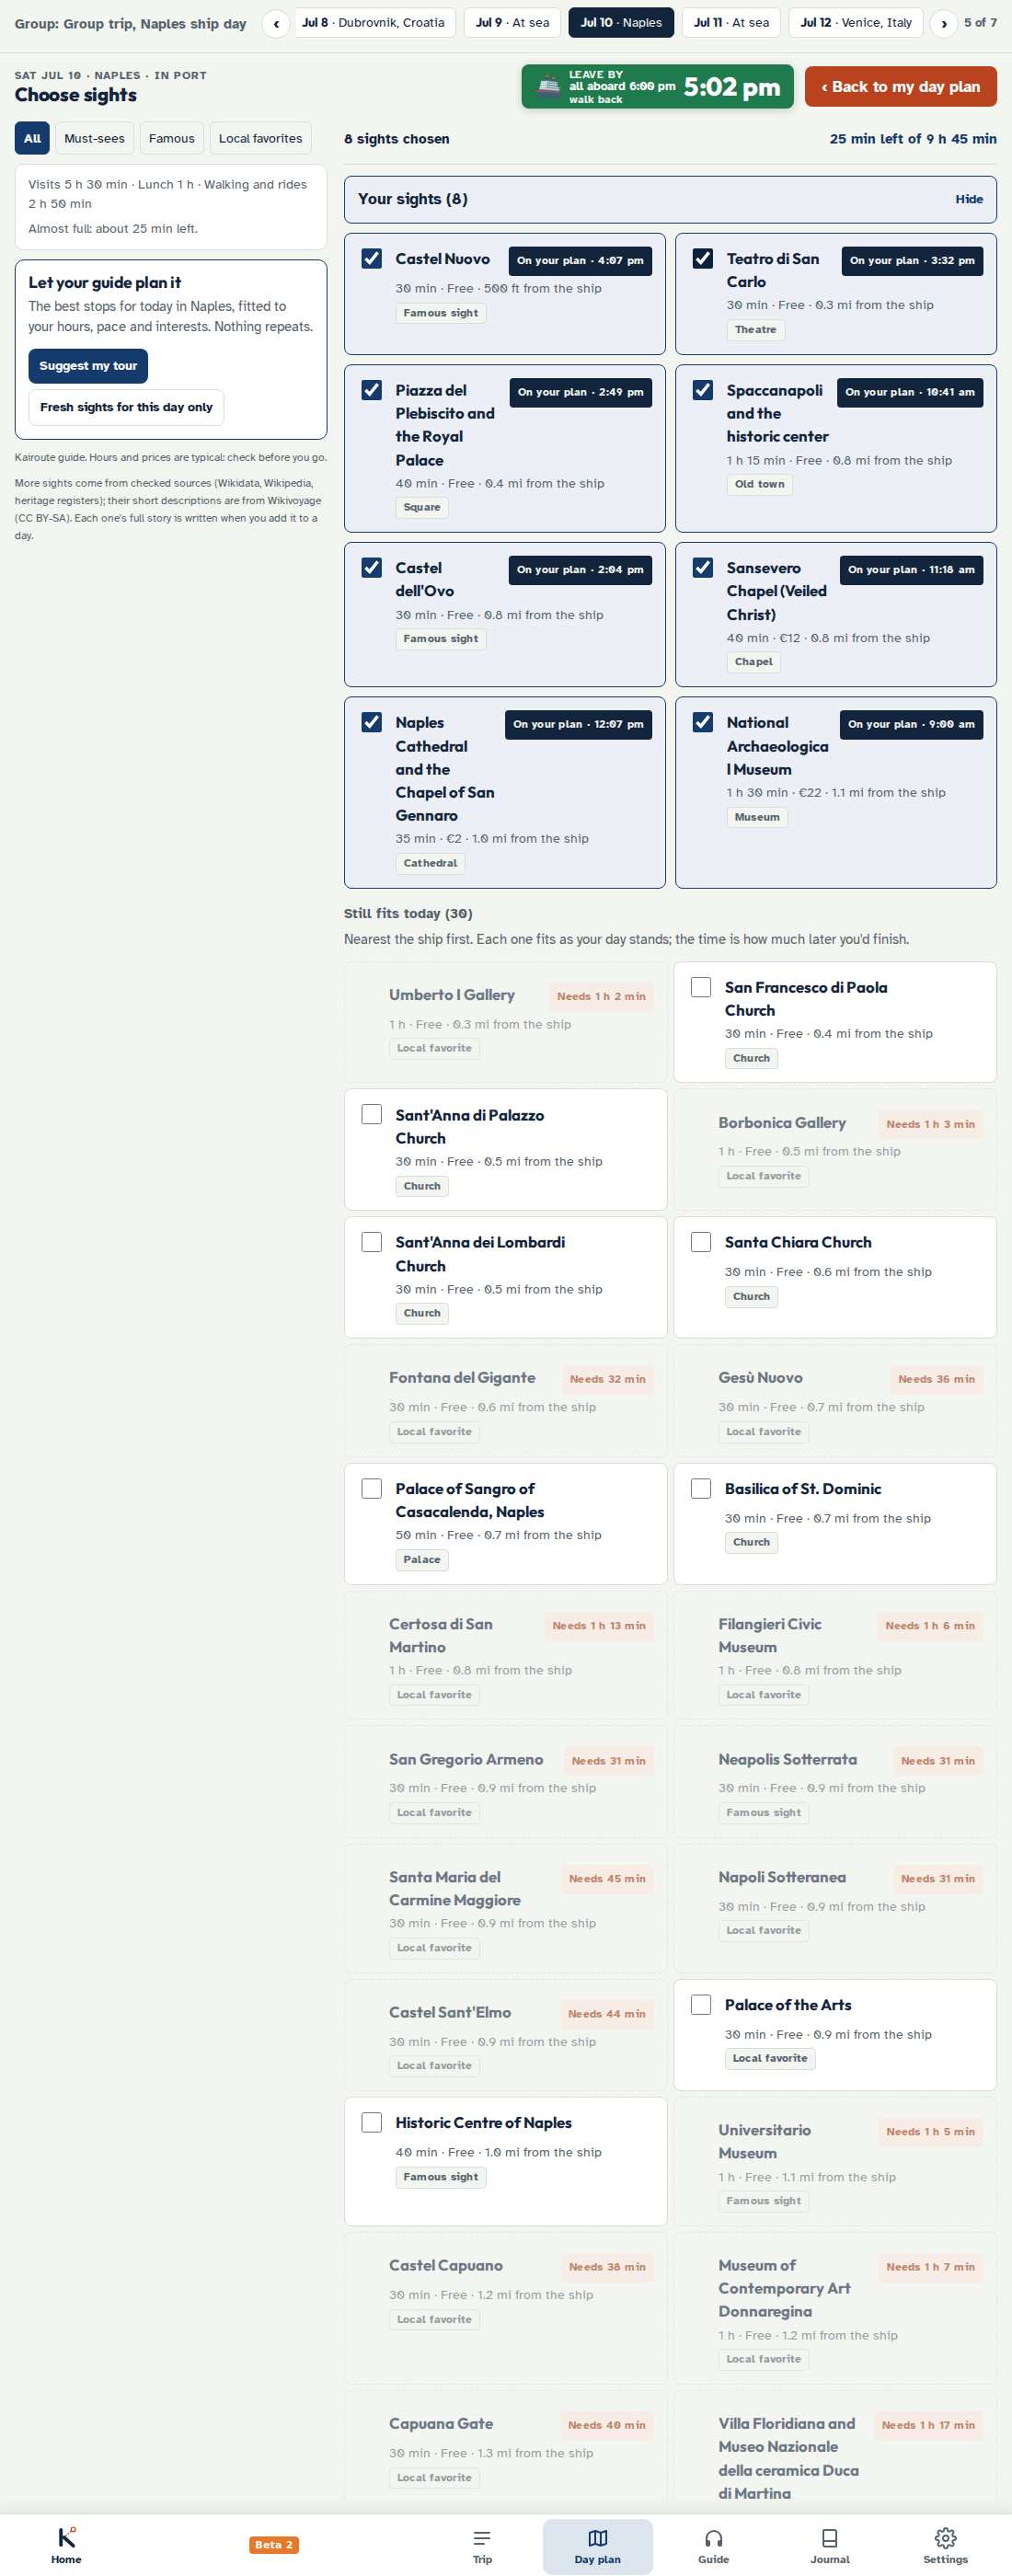 Group: Group trip, Naples ship day
‹
Jul 8 · Dubrovnik, Croatia
Jul 9 · At sea
Jul 10 · Naples
Jul 11 · At sea
Jul 12 · Venice, Italy
›
5 of 7
SAT JUL 10 · NAPLES · IN PORT
Choose sights
LEAVE BY
all aboard 6:00 pm
walk back
5:02 pm
‹ Back to my day plan
All
Must-sees
Famous
Local favorites
Visits 5 h 30 min · Lunch 1 h · Walking and rides
2 h 50 min
Almost full: about 25 min left.
Let your guide plan it
The best stops for today in Naples, fitted to
your hours, pace and interests. Nothing repeats.
Suggest my tour
Fresh sights for this day only
Kairoute guide. Hours and prices are typical: check before you go.
More sights come from checked sources (Wikidata, Wikipedia,
heritage registers); their short descriptions are from Wikivoyage
(CC BY-SA). Each one's full story is written when you add it to a
day.
8 sights chosen
25 min left of 9 h 45 min
Your sights (8)
Hide
Castel Nuovo
On your plan · 4:07 pm
30 min · Free · 500 ft from the ship
Famous sight
Teatro di San
Carlo
On your plan · 3:32 pm
30 min · Free · 0.3 mi from the ship
Theatre
Piazza del
Plebiscito and
the Royal
Palace
On your plan · 2:49 pm
40 min · Free · 0.4 mi from the ship
Square
Spaccanapoli
and the
historic center
On your plan · 10:41 am
1 h 15 min · Free · 0.8 mi from the ship
Old town
Castel
dell'Ovo
On your plan · 2:04 pm
30 min · Free · 0.8 mi from the ship
Famous sight
Sansevero
Chapel (Veiled
Christ)
On your plan · 11:18 am
40 min · €12 · 0.8 mi from the ship
Chapel
Naples
Cathedral
and the
Chapel of San
Gennaro
On your plan · 12:07 pm
35 min · €2 · 1.0 mi from the ship
Cathedral
National
Archaeologica
l Museum
On your plan · 9:00 am
1 h 30 min · €22 · 1.1 mi from the ship
Museum
Still fits today (30)
Nearest the ship first. Each one fits as your day stands; the time is how much later you'd finish.
Umberto I Gallery
Needs 1 h 2 min
1 h · Free · 0.3 mi from the ship
Local favorite
San Francesco di Paola
Church
30 min · Free · 0.4 mi from the ship
Church
Sant'Anna di Palazzo
Church
30 min · Free · 0.5 mi from the ship
Church
Borbonica Gallery
Needs 1 h 3 min
1 h · Free · 0.5 mi from the ship
Local favorite
Sant'Anna dei Lombardi
Church
30 min · Free · 0.5 mi from the ship
Church
Santa Chiara Church
30 min · Free · 0.6 mi from the ship
Church
Fontana del Gigante
Needs 32 min
30 min · Free · 0.6 mi from the ship
Local favorite
Gesù Nuovo
Needs 36 min
30 min · Free · 0.7 mi from the ship
Local favorite
Palace of Sangro of
Casacalenda, Naples
50 min · Free · 0.7 mi from the ship
Palace
Basilica of St. Dominic
30 min · Free · 0.7 mi from the ship
Church
Certosa di San
Martino
Needs 1 h 13 min
1 h · Free · 0.8 mi from the ship
Local favorite
Filangieri Civic
Museum
Needs 1 h 6 min
1 h · Free · 0.8 mi from the ship
Local favorite
San Gregorio Armeno
Needs 31 min
30 min · Free · 0.9 mi from the ship
Local favorite
Neapolis Sotterrata
Needs 31 min
30 min · Free · 0.9 mi from the ship
Famous sight
Santa Maria del
Carmine Maggiore
Needs 45 min
30 min · Free · 0.9 mi from the ship
Local favorite
Napoli Sotteranea
Needs 31 min
30 min · Free · 0.9 mi from the ship
Local favorite
Castel Sant'Elmo
Needs 44 min
30 min · Free · 0.9 mi from the ship
Local favorite
Palace of the Arts
30 min · Free · 0.9 mi from the ship
Local favorite
Historic Centre of Naples
40 min · Free · 1.0 mi from the ship
Famous sight
Universitario
Museum
Needs 1 h 5 min
1 h · Free · 1.1 mi from the ship
Famous sight
Castel Capuano
Needs 38 min
30 min · Free · 1.2 mi from the ship
Local favorite
Museum of
Contemporary Art
Donnaregina
Needs 1 h 7 min
1 h · Free · 1.2 mi from the ship
Local favorite
Capuana Gate
Needs 40 min
30 min · Free · 1.3 mi from the ship
Local favorite
Villa Floridiana and
Museo Nazionale
della ceramica Duca
di Martina
Needs 1 h 17 min
Home
Beta 2
Trip
Day plan
Guide
Journal
Settings